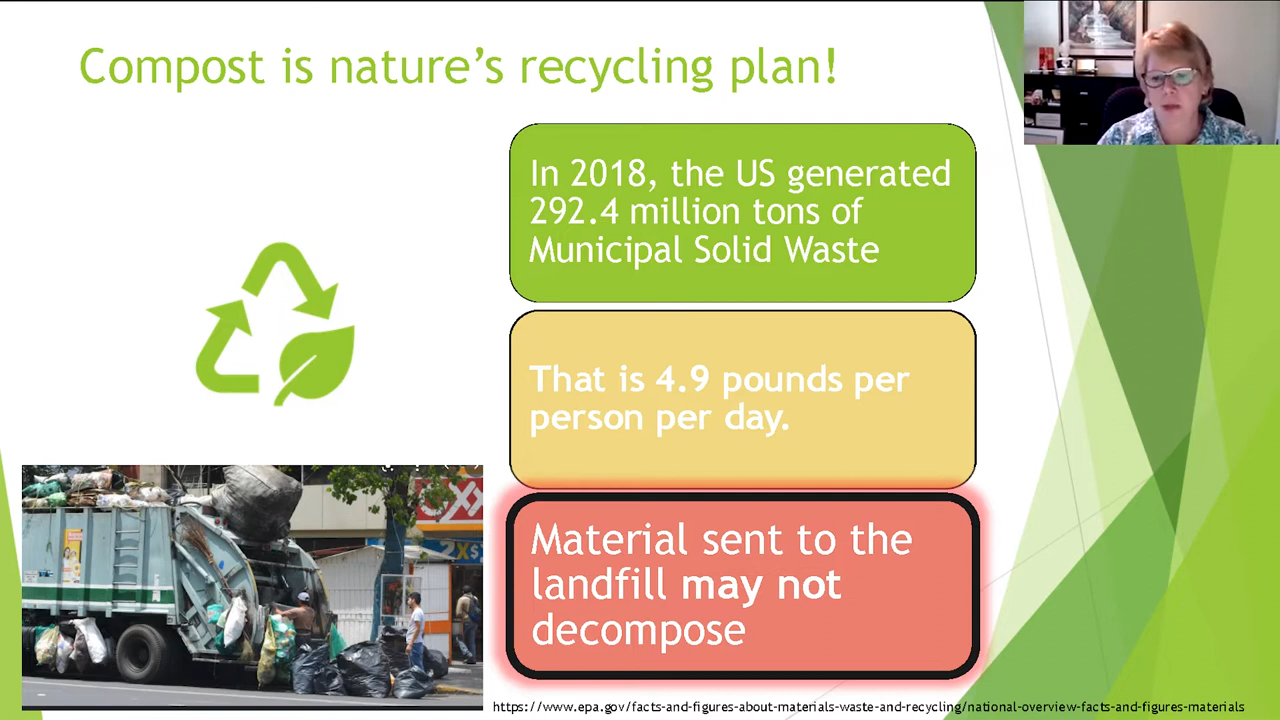 Compost is nature’s recycling plan!
In 2018, the US generated
292.4 million tons of
Municipal Solid Waste
That is 4.9 pounds per
person per day.
Material sent to the
landfill may not
decompose
2X$
https://www.epa.gov/facts-and-figures-about-materials-waste-and-recycling/national-overview-facts-and-figures-materials